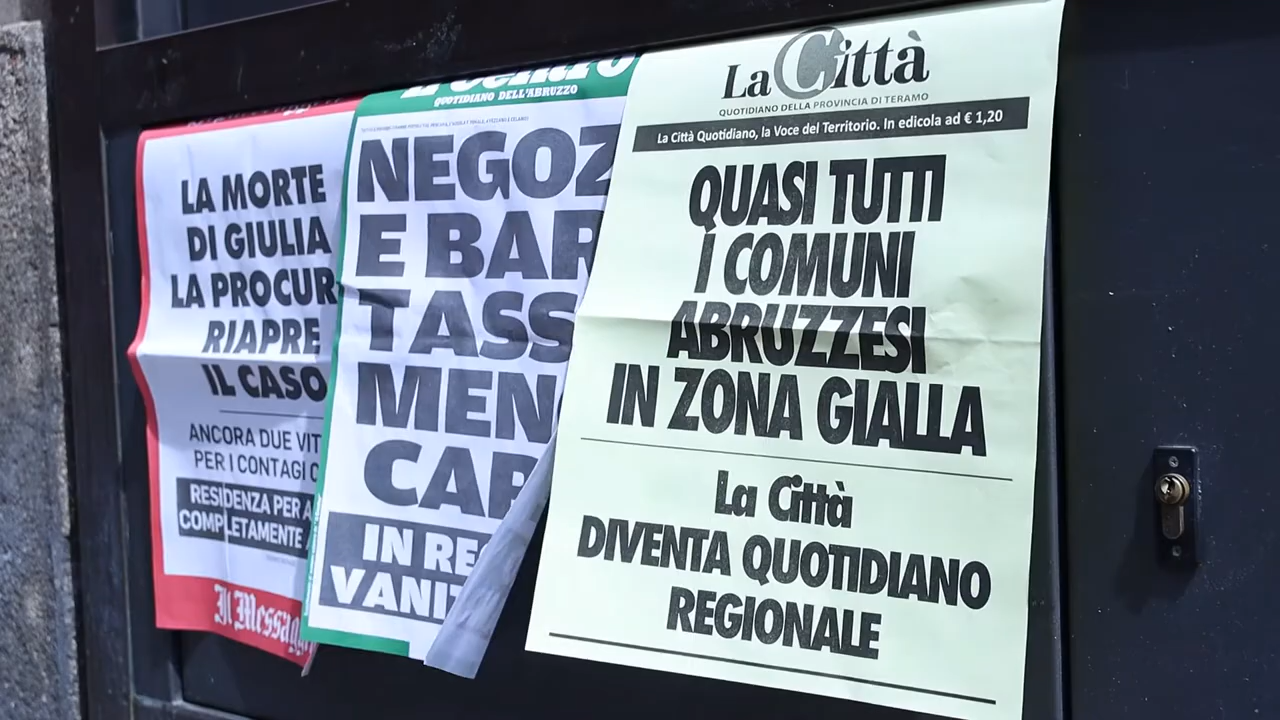 LA MORTE
DI GIULIA
LA PROCUR
RIAPRE
IL CASO
ANCORA DUE VIT
PER I CONTAGI C
RESIDENZA PER A
COMPLETAMENTE
Il Messagg
Il Centro
QUOTIDIANO DELL'ABRUZZO
NEGOZ
E BAR
TASS
MEN
CAR
IN RE
VANIT
La Città
QUOTIDIANO DELLA PROVINCIA DI TERAMO
La Città Quotidiano, la Voce del Territorio. In edicola ad € 1,20
QUASI TUTTI
I COMUNI
ABRUZZESI
IN ZONA GIALLA
La Città
DIVENTA QUOTIDIANO
REGIONALE